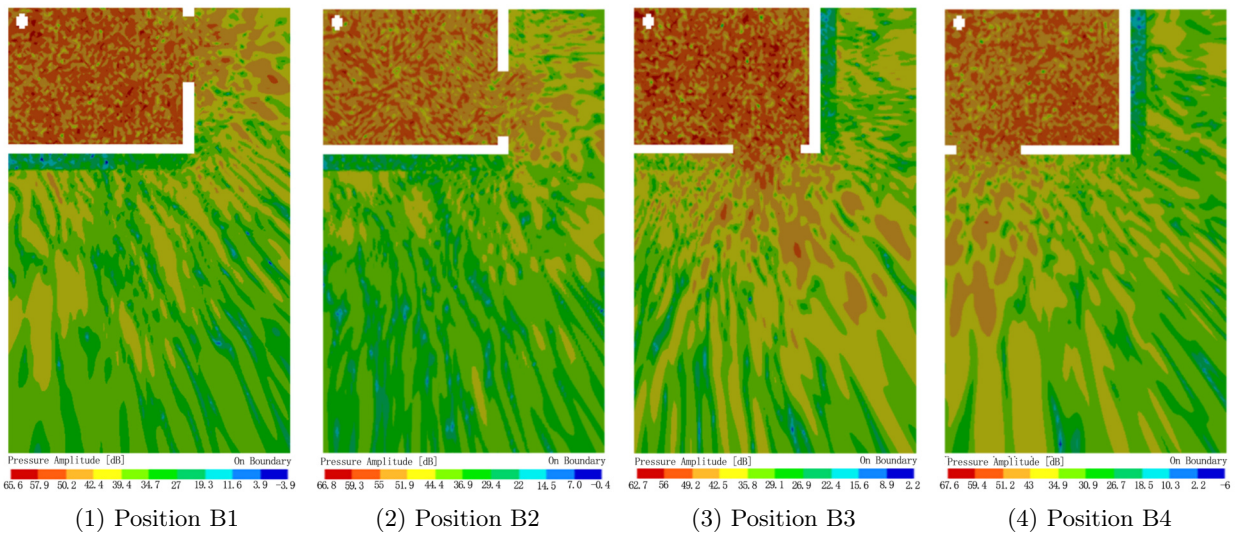 Pressure Amplitude [dB] On Boundary
65.6 57.9 50.2 42.4 39.4 34.7 27 19.3 11.6 3.9 -3.9
(1) Position B1
Pressure Amplitude [dB] On Boundary
66.8 59.3 55 51.9 44.4 36.9 29.4 22 14.5 7.0 -0.4
(2) Position B2
Pressure Amplitude [dB] On Boundary
62.7 56 49.2 42.5 35.8 29.1 26.9 22.4 15.6 8.9 2.2
(3) Position B3
Pressure Amplitude [dB] On Boundary
67.6 59.4 51.2 43 34.9 30.9 26.7 18.5 10.3 2.2 -6
(4) Position B4